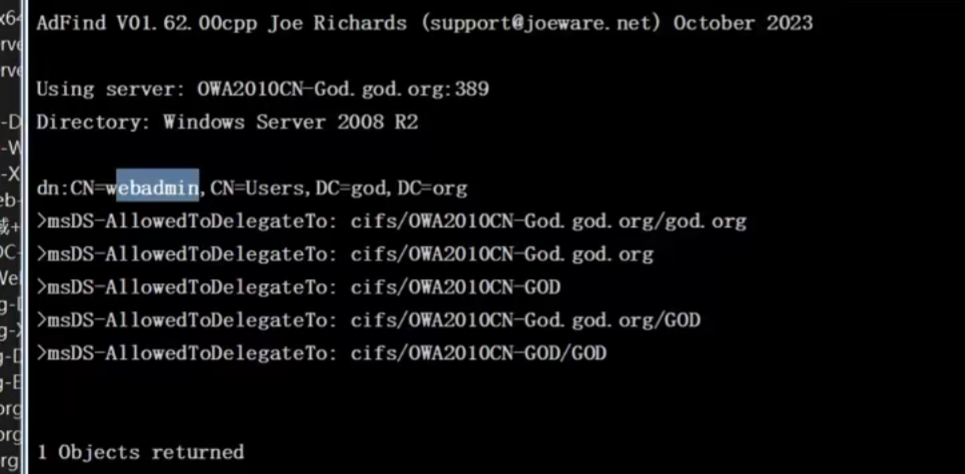 AdFind V01.62.00cpp Joe Richards (support@joeware.net) October 2023
Using server: OWA2010CN-God.god.org:389
Directory: Windows Server 2008 R2
dn:CN=webadmin,CN=Users,DC=god,DC=org
>msDS-AllowedToDelegateTo: cifs/OWA2010CN-God.god.org/god.org
>msDS-AllowedToDelegateTo: cifs/OWA2010CN-God.god.org
>msDS-AllowedToDelegateTo: cifs/OWA2010CN-GOD
>msDS-AllowedToDelegateTo: cifs/OWA2010CN-God.god.org/GOD
>msDS-AllowedToDelegateTo: cifs/OWA2010CN-GOD/GOD
1 Objects returned